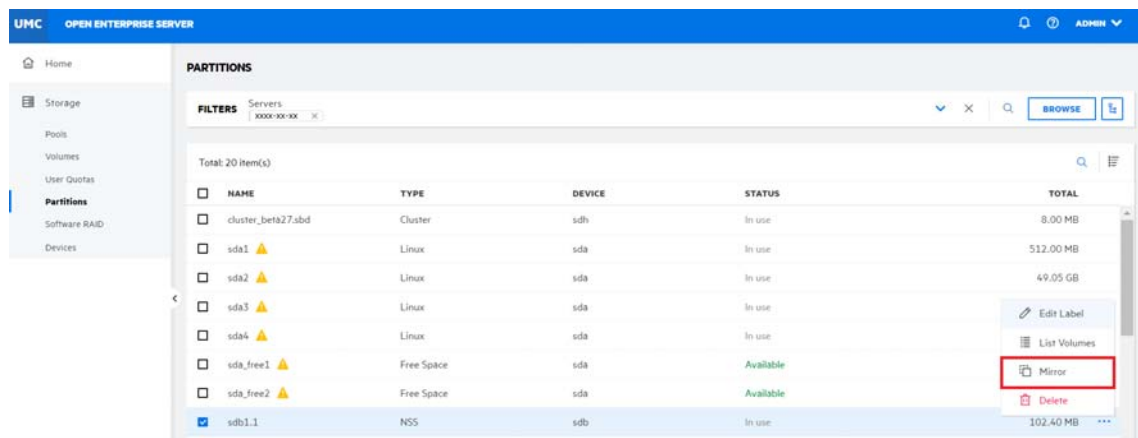 UMC OPEN ENTERPRISE SERVER ADMIN
Home
Storage
Pools
Volumes
User Quotas
Partitions
Software RAID
Devices
PARTITIONS
FILTERS Servers
xxxx-xx-xx
BROWSE
Total: 20 item(s)
NAME TYPE DEVICE STATUS TOTAL
cluster_beta27.sbd Cluster sdh In use 8.00 MB
sda1 Linux sda In use 512.00 MB
sda2 Linux sda In use 49.05 GB
sda3 Linux sda In use
sda4 Linux sda In use
sda_free1 Free Space sda Available
sda_free2 Free Space sda Available
sdb1.1 NSS sdb In use 102.40 MB
Edit Label
List Volumes
Mirror
Delete